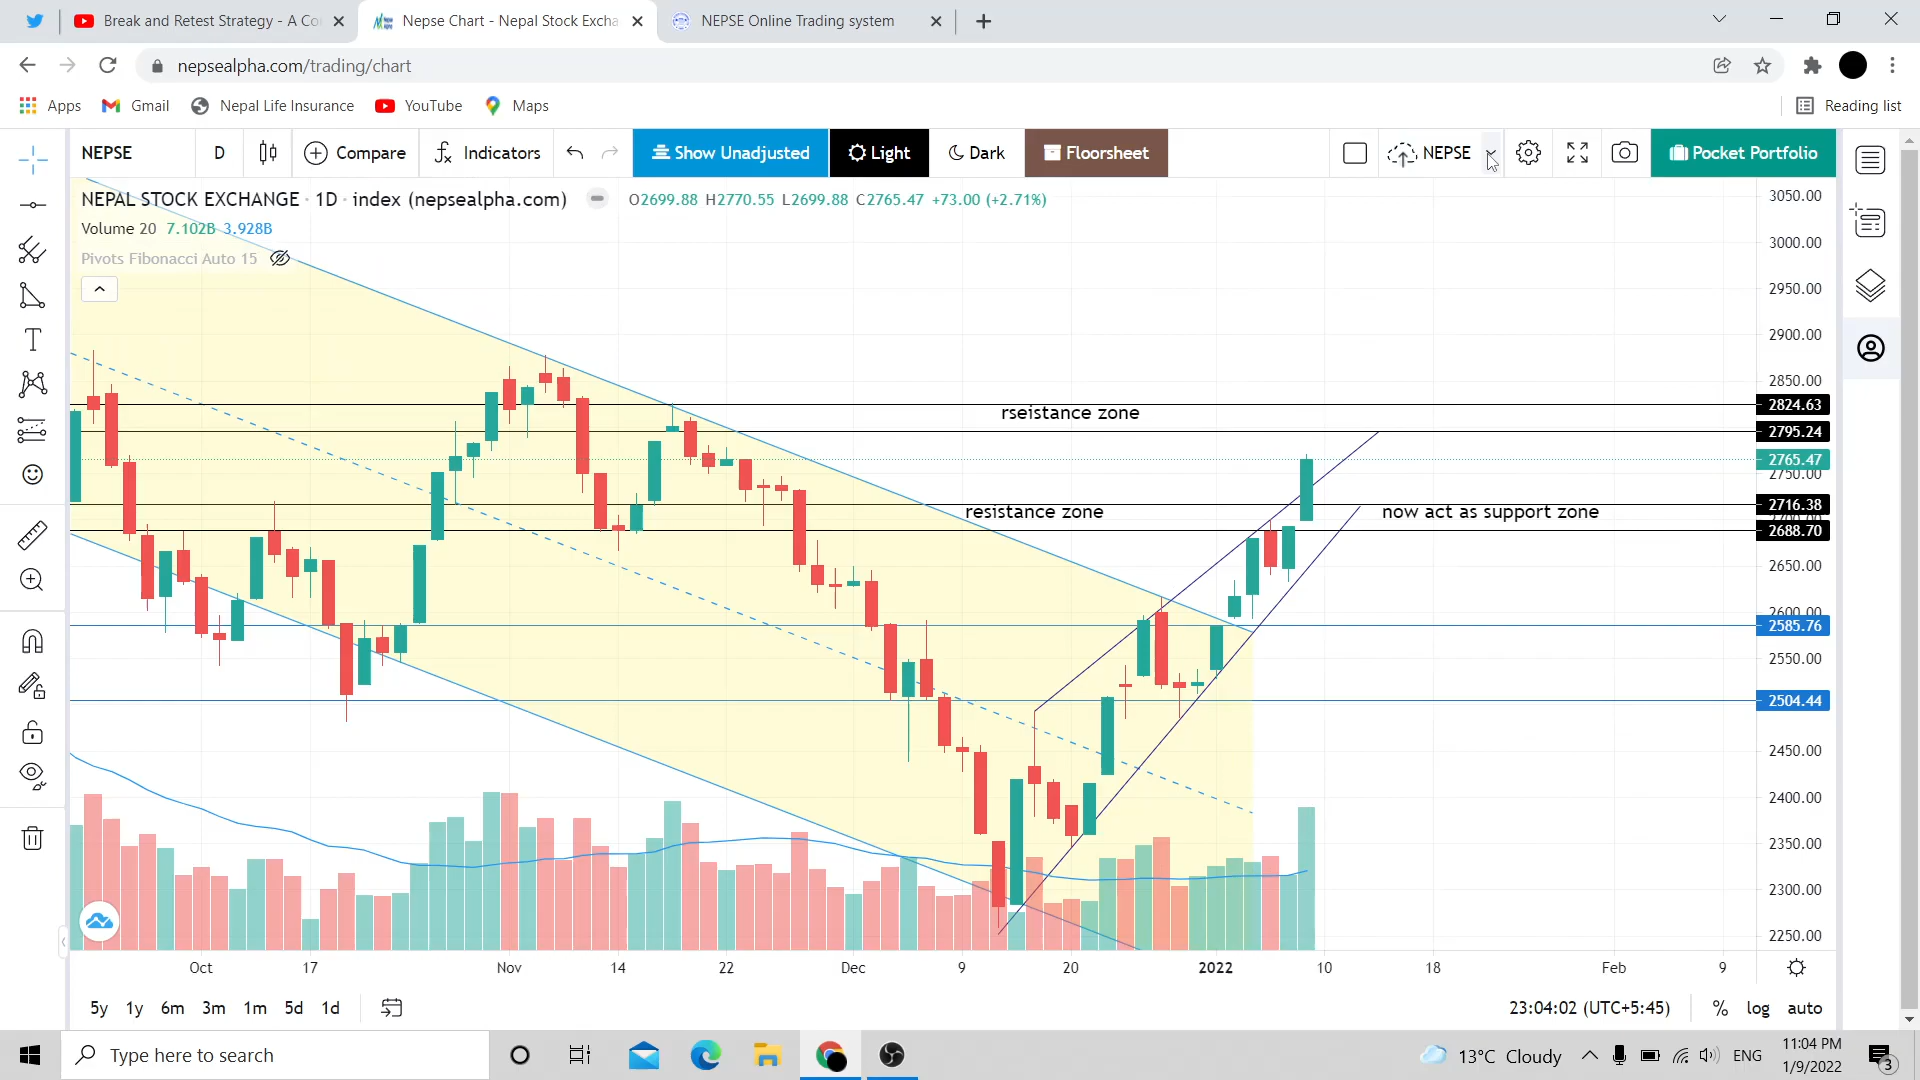 Break and Retest Strategy - A Co
Nepse Chart - Nepal Stock Excha
NEPSE Online Trading system
nepsealpha.com/trading/chart
Apps Gmail Nepal Life Insurance YouTube Maps Reading list
NEPSE D Compare Indicators Show Unadjusted Light Dark Floorsheet NEPSE Pocket Portfolio
NEPAL STOCK EXCHANGE · 1D · index (nepsealpha.com) O2699.88 H2770.55 L2699.88 C2765.47 +73.00 (+2.71%)
Volume 20 7.102B 3.928B
Pivots Fibonacci Auto 15
3050.00
3000.00
2950.00
2900.00
2850.00
rseistance zone 2824.63
2795.24
2765.47
2750.00
resistance zone now act as support zone 2716.38
2700.00
2688.70
2650.00
2600.00
2585.76
2550.00
2504.44
2450.00
2400.00
2350.00
2300.00
2250.00
Oct 17 Nov 14 22 Dec 9 20 2022 10 18 Feb 9
5y 1y 6m 3m 1m 5d 1d 23:04:02 (UTC+5:45) % log auto
Type here to search 13°C Cloudy ENG 11:04 PM
1/9/2022 3